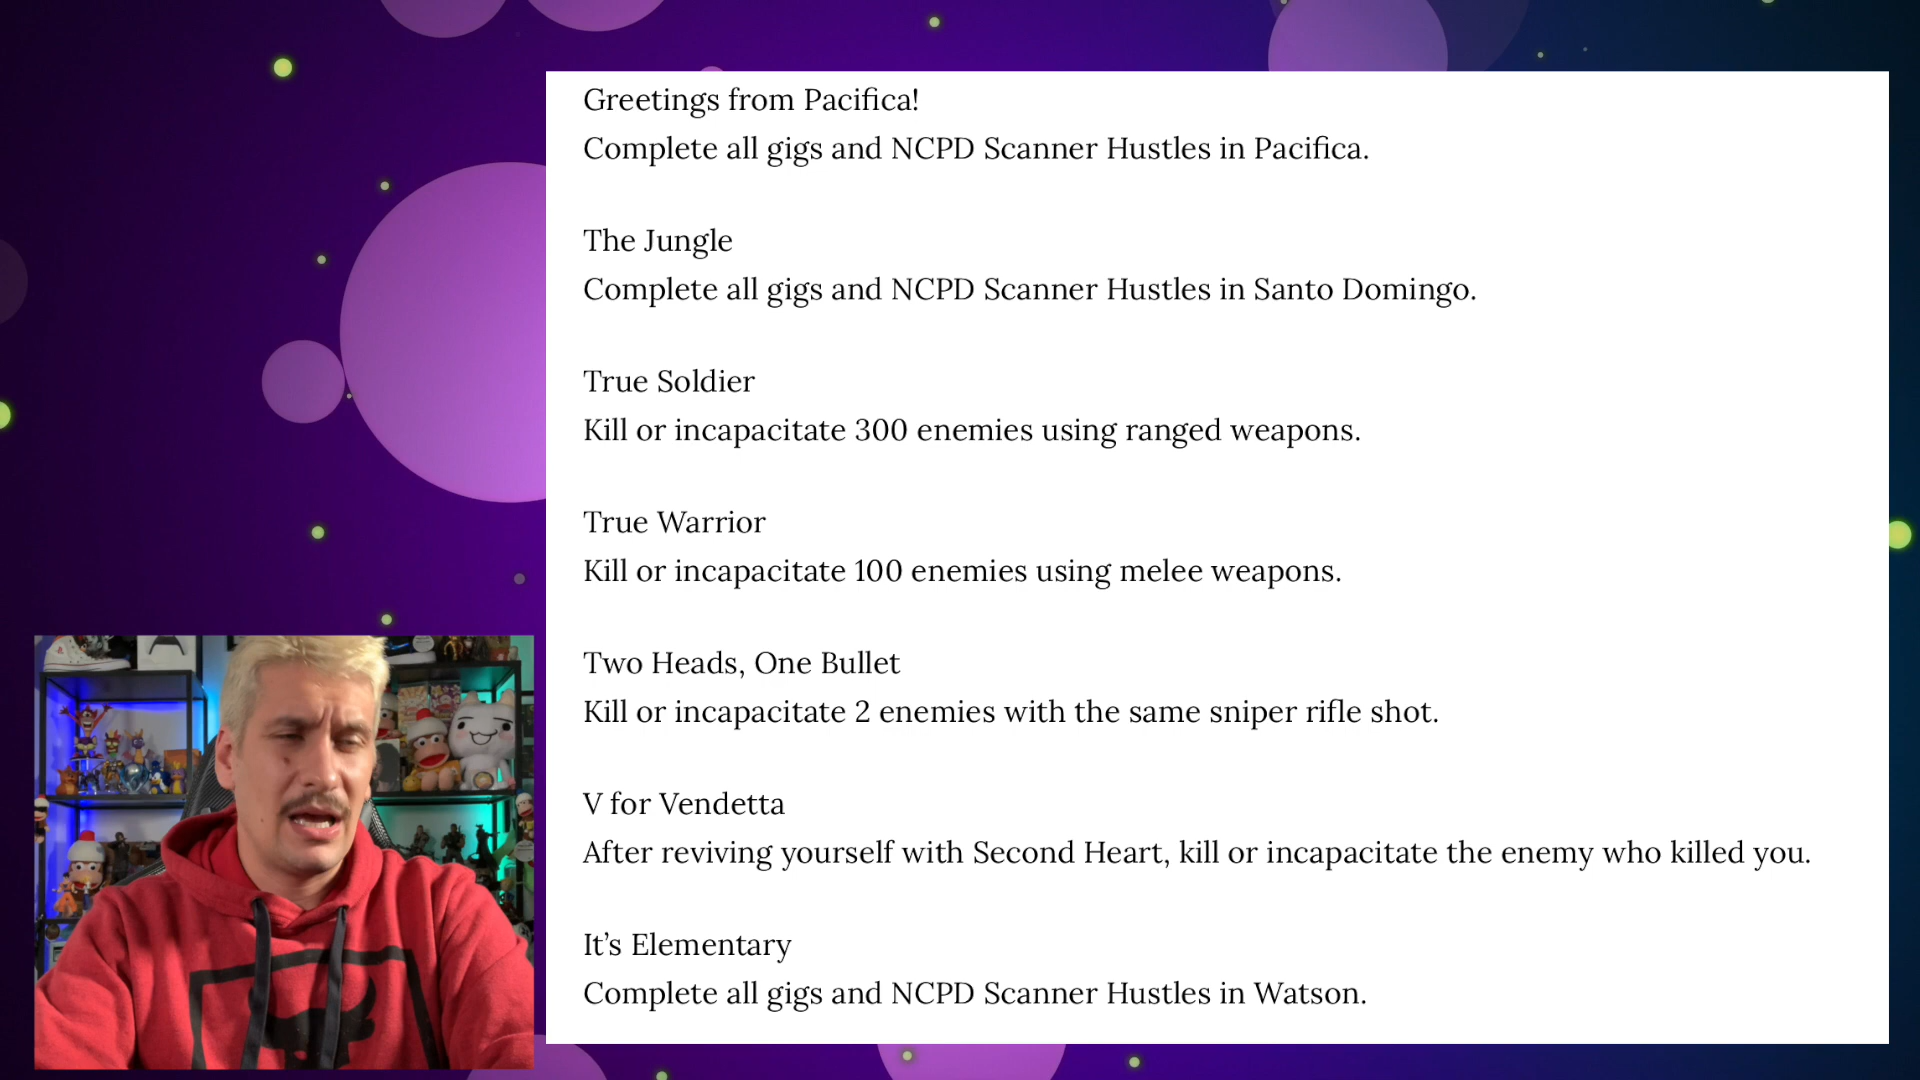 Greetings from Pacifica!
Complete all gigs and NCPD Scanner Hustles in Pacifica.
The Jungle
Complete all gigs and NCPD Scanner Hustles in Santo Domingo.
True Soldier
Kill or incapacitate 300 enemies using ranged weapons.
True Warrior
Kill or incapacitate 100 enemies using melee weapons.
Two Heads, One Bullet
Kill or incapacitate 2 enemies with the same sniper rifle shot.
V for Vendetta
After reviving yourself with Second Heart, kill or incapacitate the enemy who killed you.
It’s Elementary
Complete all gigs and NCPD Scanner Hustles in Watson.